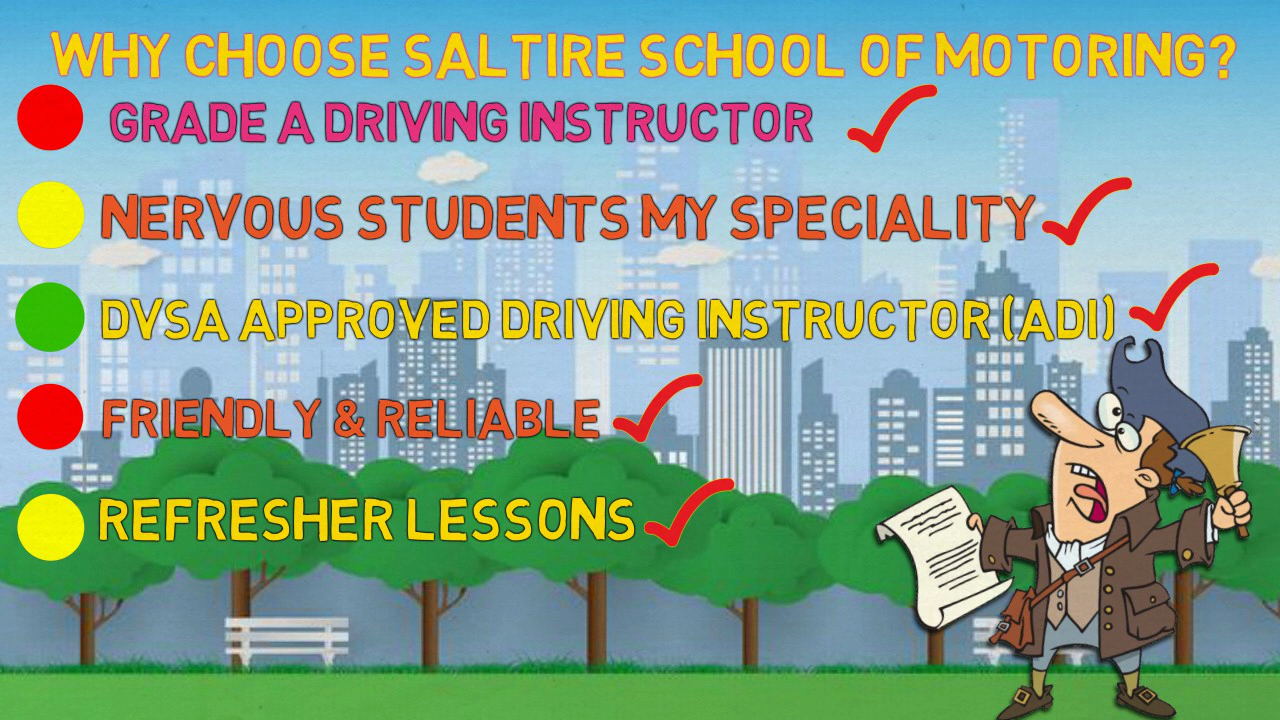 WHY CHOOSE SALTIRE SCHOOL OF MOTORING?
GRADE A DRIVING INSTRUCTOR
NERVOUS STUDENTS MY SPECIALITY
DVSA APPROVED DRIVING INSTRUCTOR (ADI)
FRIENDLY & RELIABLE
REFRESHER LESSONS